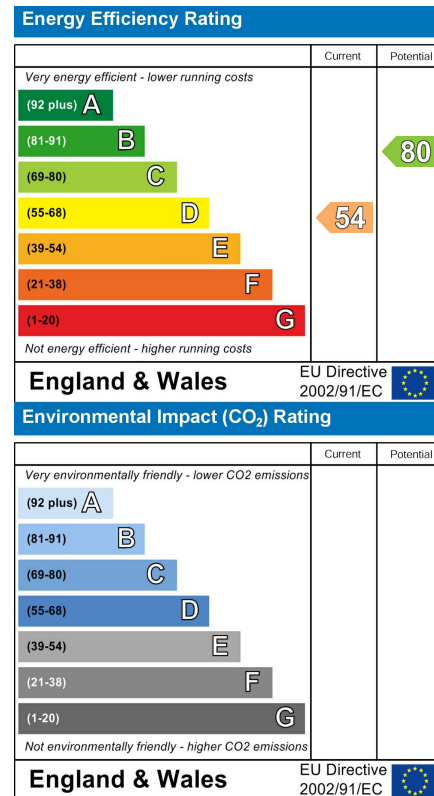 Energy Efficiency Rating
Current Potential
Very energy efficient - lower running costs
(92 plus) A
(81-91) B
80
(69-80) C
(55-68) D
54
(39-54) E
(21-38) F
(1-20) G
Not energy efficient - higher running costs
England & Wales
EU Directive
2002/91/EC
Environmental Impact (CO₂) Rating
Current Potential
Very environmentally friendly - lower CO2 emissions
(92 plus) A
(81-91) B
(69-80) C
(55-68) D
(39-54) E
(21-38) F
(1-20) G
Not environmentally friendly - higher CO2 emissions
England & Wales
EU Directive
2002/91/EC